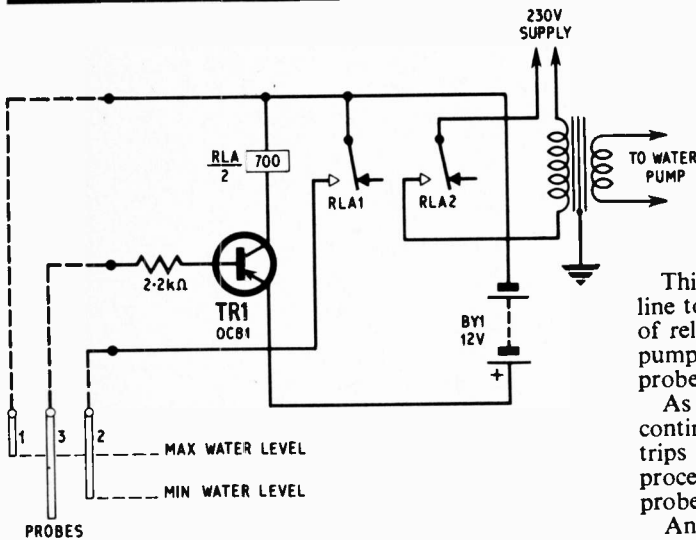 230V
SUPPLY
RLA
2
700
RLA1
RLA2
TO WATER
PUMP
2·2kΩ
TR1
OC81
BY1
12V
+
1
3
2
MAX WATER LEVEL
MIN WATER LEVEL
PROBES
Thi
line to
of rel
pump
probe
As
contin
trips
proce
probe
An